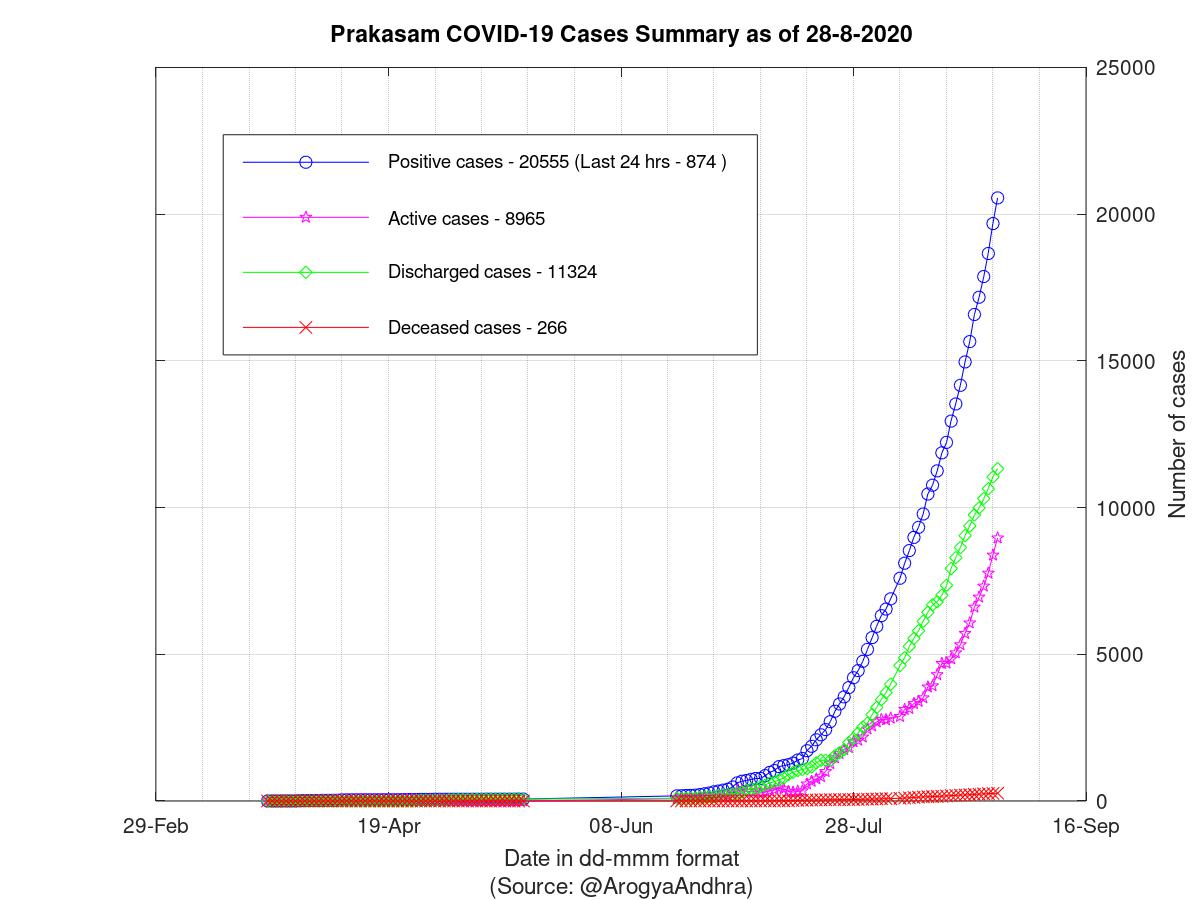 Prakasam COVID-19 Cases Summary as of 28-8-2020
25000
Positive cases - 20555 (Last 24 hrs - 874 )
20000
Active cases - 8965
Discharged cases - 11324
Deceased cases - 266
15000
10000
5000
0
Number of cases
29-Feb 19-Apr 08-Jun 28-Jul 16-Sep
Date in dd-mmm format
(Source: @ArogyaAndhra)